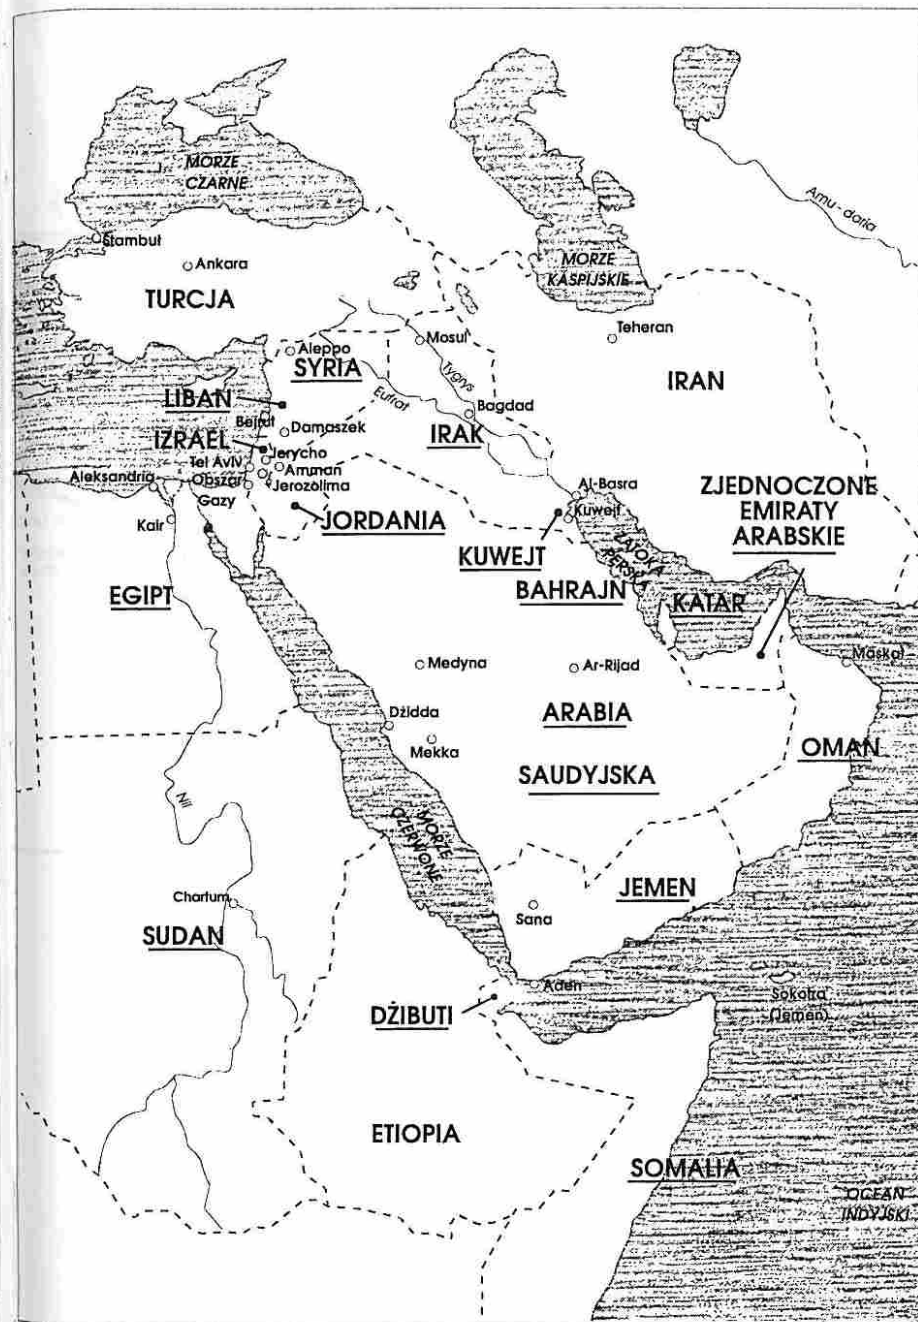 MORZE
CZARNE
Amu-daria
Stambuł
Ankara
MORZE
KASPIJSKIE
TURCJA
Teheran
Mosul
Aleppo
SYRIA
Tygrys
IRAN
LIBAN
Eufrat
Bagdad
Bejrut
Damaszek
IRAK
IZRAEL
Jerycho
Tel Aviv
Amman
Aleksandria
Obszar
Gazy
Jerozolima
Al-Basra
ZJEDNOCZONE
EMIRATY
ARABSKIE
Kair
JORDANIA
Kuwejt
KUWEJT
ZATOKA
PERSKA
EGIPT
BAHRAJN
KATAR
Maskat
Medyna
Ar-Rijad
Dżidda
ARABIA
SAUDYJSKA
Mekka
OMAN
Nil
MORZE
CZERWONE
JEMEN
Chartum
Sana
SUDAN
Aden
Sokotra
(Jemen)
DŻIBUTI
ETIOPIA
SOMALIA
OCEAN
INDYJSKI